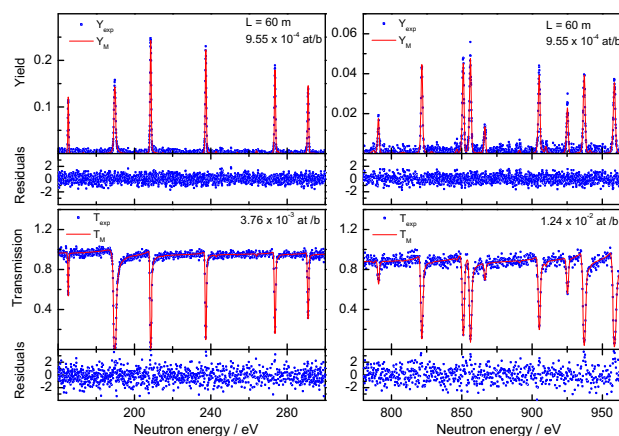 L = 60 m
Y_exp
Y_M
9.55 x 10^-4 at/b
Yield
0.2
0.1
Residuals
2
0
-2
T_exp
T_M
3.76 x 10^-3 at /b
Transmission
1.2
0.8
0.4
Residuals
2
0
-2
200
240
280
Neutron energy / eV
L = 60 m
Y_exp
Y_M
9.55 x 10^-4 at/b
0.06
0.04
0.02
2
0
-2
T_exp
T_M
1.24 x 10^-2 at /b
0.9
0.6
0.3
2
0
-2
800
850
900
950
Neutron energy / eV